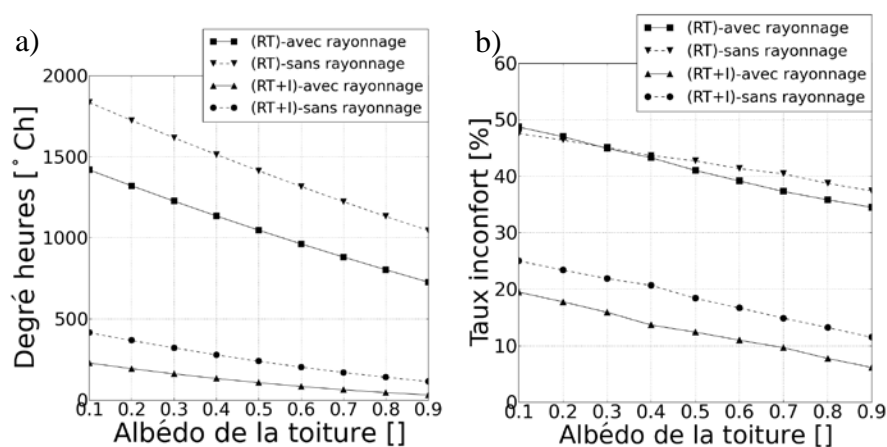 a)
(RT)-avec rayonnage
(RT)-sans rayonnage
(RT+I)-avec rayonnage
(RT+I)-sans rayonnage
Degré heures [°Ch]
2000
1500
1000
500
0
0.1 0.2 0.3 0.4 0.5 0.6 0.7 0.8 0.9
Albédo de la toiture []
b)
(RT)-avec rayonnage
(RT)-sans rayonnage
(RT+I)-avec rayonnage
(RT+I)-sans rayonnage
Taux inconfort [%]
60
50
40
30
20
10
0
0.1 0.2 0.3 0.4 0.5 0.6 0.7 0.8 0.9
Albédo de la toiture []